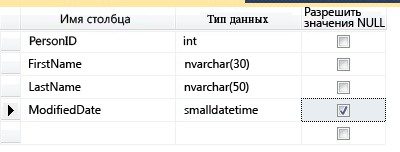 Имя столбца Тип данных Разрешить значения NULL
PersonID int
FirstName nvarchar(30)
LastName nvarchar(50)
ModifiedDate smalldatetime